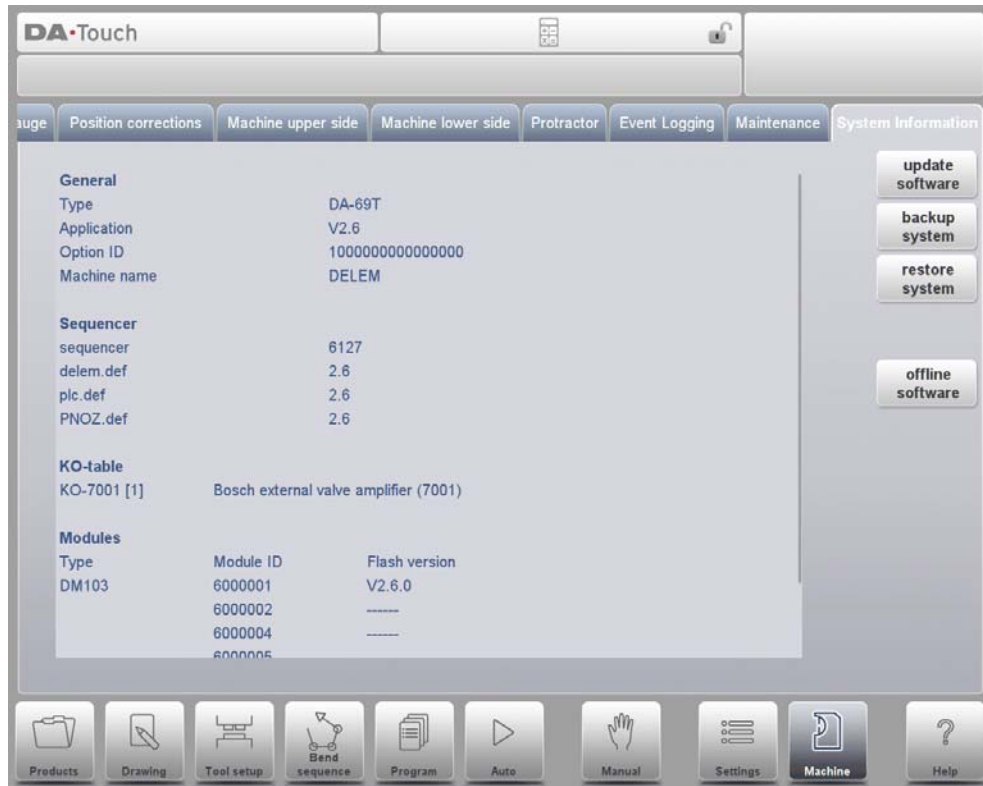 DA·Touch
auge Position corrections Machine upper side Machine lower side Protractor Event Logging Maintenance System Information
General
Type DA-69T
Application V2.6
Option ID 1000000000000000
Machine name DELEM
Sequencer
sequencer 6127
delem.def 2.6
plc.def 2.6
PNOZ.def 2.6
KO-table
KO-7001 [1] Bosch external valve amplifier (7001)
Modules
Type Module ID Flash version
DM103 6000001 V2.6.0
6000002 ------
6000004 ------
6000005
update
software
backup
system
restore
system
offline
software
Products Drawing Tool setup Bend sequence Program Auto Manual Settings Machine Help